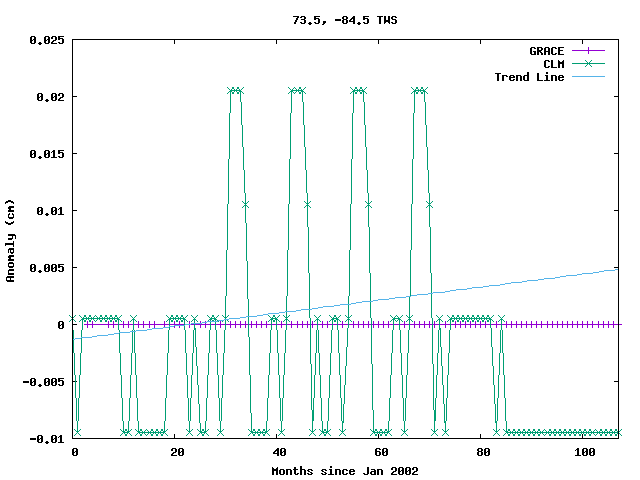 73.5, -84.5 TWS
GRACE
CLM
Trend Line
0.025
0.02
0.015
0.01
0.005
0
-0.005
-0.01
Anomaly (cm)
0 20 40 60 80 100
Months since Jan 2002